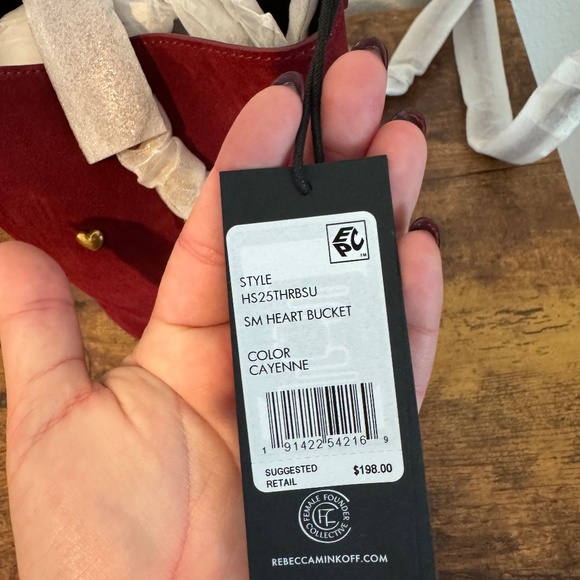 EPC
TM
STYLE
HS25THRBSU
SM HEART BUCKET
COLOR
CAYENNE
1 91422 54216 9
SUGGESTED
RETAIL
$198.00
FEMALE FOUNDER
COLLECTIVE
FFC
REBECCAMINKOFF.COM